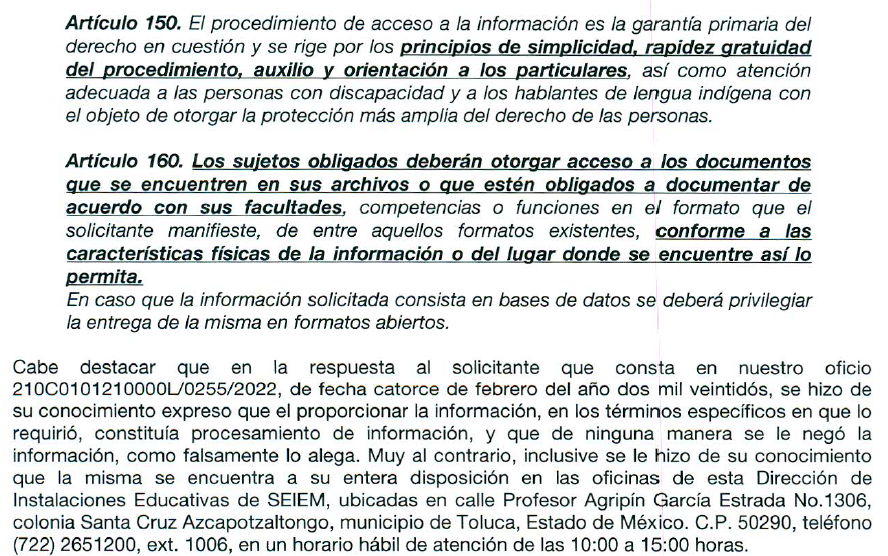 Artículo 150. El procedimiento de acceso a la información es la garantía primaria del
derecho en cuestión y se rige por los principios de simplicidad, rapidez gratuidad
del procedimiento, auxilio y orientación a los particulares, así como atención
adecuada a las personas con discapacidad y a los hablantes de lengua indígena con
el objeto de otorgar la protección más amplia del derecho de las personas.
Artículo 160. Los sujetos obligados deberán otorgar acceso a los documentos
que se encuentren en sus archivos o que estén obligados a documentar de
acuerdo con sus facultades, competencias o funciones en el formato que el
solicitante manifieste, de entre aquellos formatos existentes, conforme a las
características físicas de la información o del lugar donde se encuentre así lo
permita.
En caso que la información solicitada consista en bases de datos se deberá privilegiar
la entrega de la misma en formatos abiertos.
Cabe destacar que en la respuesta al solicitante que consta en nuestro oficio
210C0101210000L/0255/2022, de fecha catorce de febrero del año dos mil veintidós, se hizo de
su conocimiento expreso que el proporcionar la información, en los términos específicos en que lo
requirió, constituía procesamiento de información, y que de ninguna manera se le negó la
información, como falsamente lo alega. Muy al contrario, inclusive se le hizo de su conocimiento
que la misma se encuentra a su entera disposición en las oficinas de esta Dirección de
Instalaciones Educativas de SEIEM, ubicadas en calle Profesor Agripín García Estrada No.1306,
colonia Santa Cruz Azcapotzaltongo, municipio de Toluca, Estado de México. C.P. 50290, teléfono
(722) 2651200, ext. 1006, en un horario hábil de atención de las 10:00 a 15:00 horas.